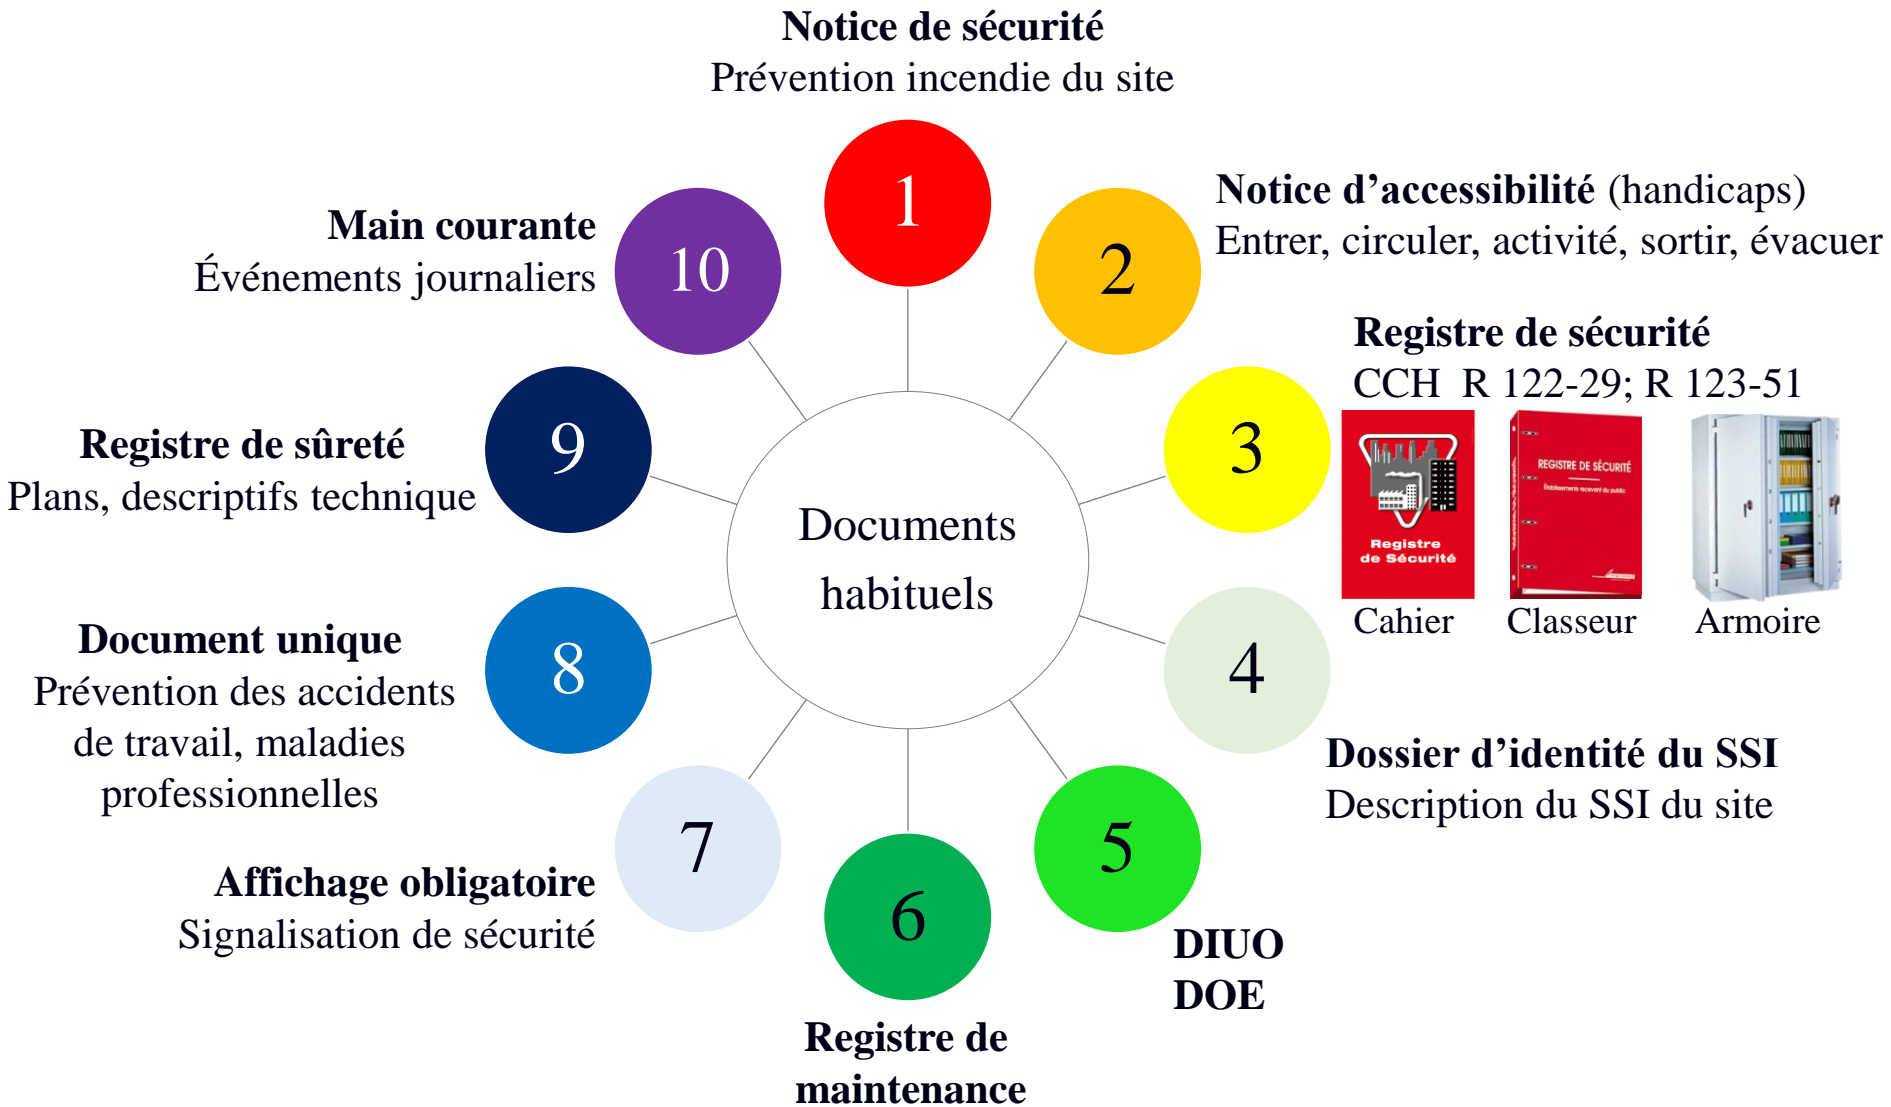 Notice de sécurité
Prévention incendie du site
1
2
Notice d’accessibilité (handicaps)
Entrer, circuler, activité, sortir, évacuer
3
Registre de sécurité
CCH R 122-29; R 123-51
Registre
de Sécurité
REGISTRE DE SÉCURITÉ
Établissements recevant du public
Cahier
Classeur
Armoire
4
Dossier d’identité du SSI
Description du SSI du site
5
DIUO
DOE
6
Registre de
maintenance
7
Affichage obligatoire
Signalisation de sécurité
8
Document unique
Prévention des accidents
de travail, maladies
professionnelles
9
Registre de sûreté
Plans, descriptifs technique
10
Main courante
Événements journaliers
Documents
habituels